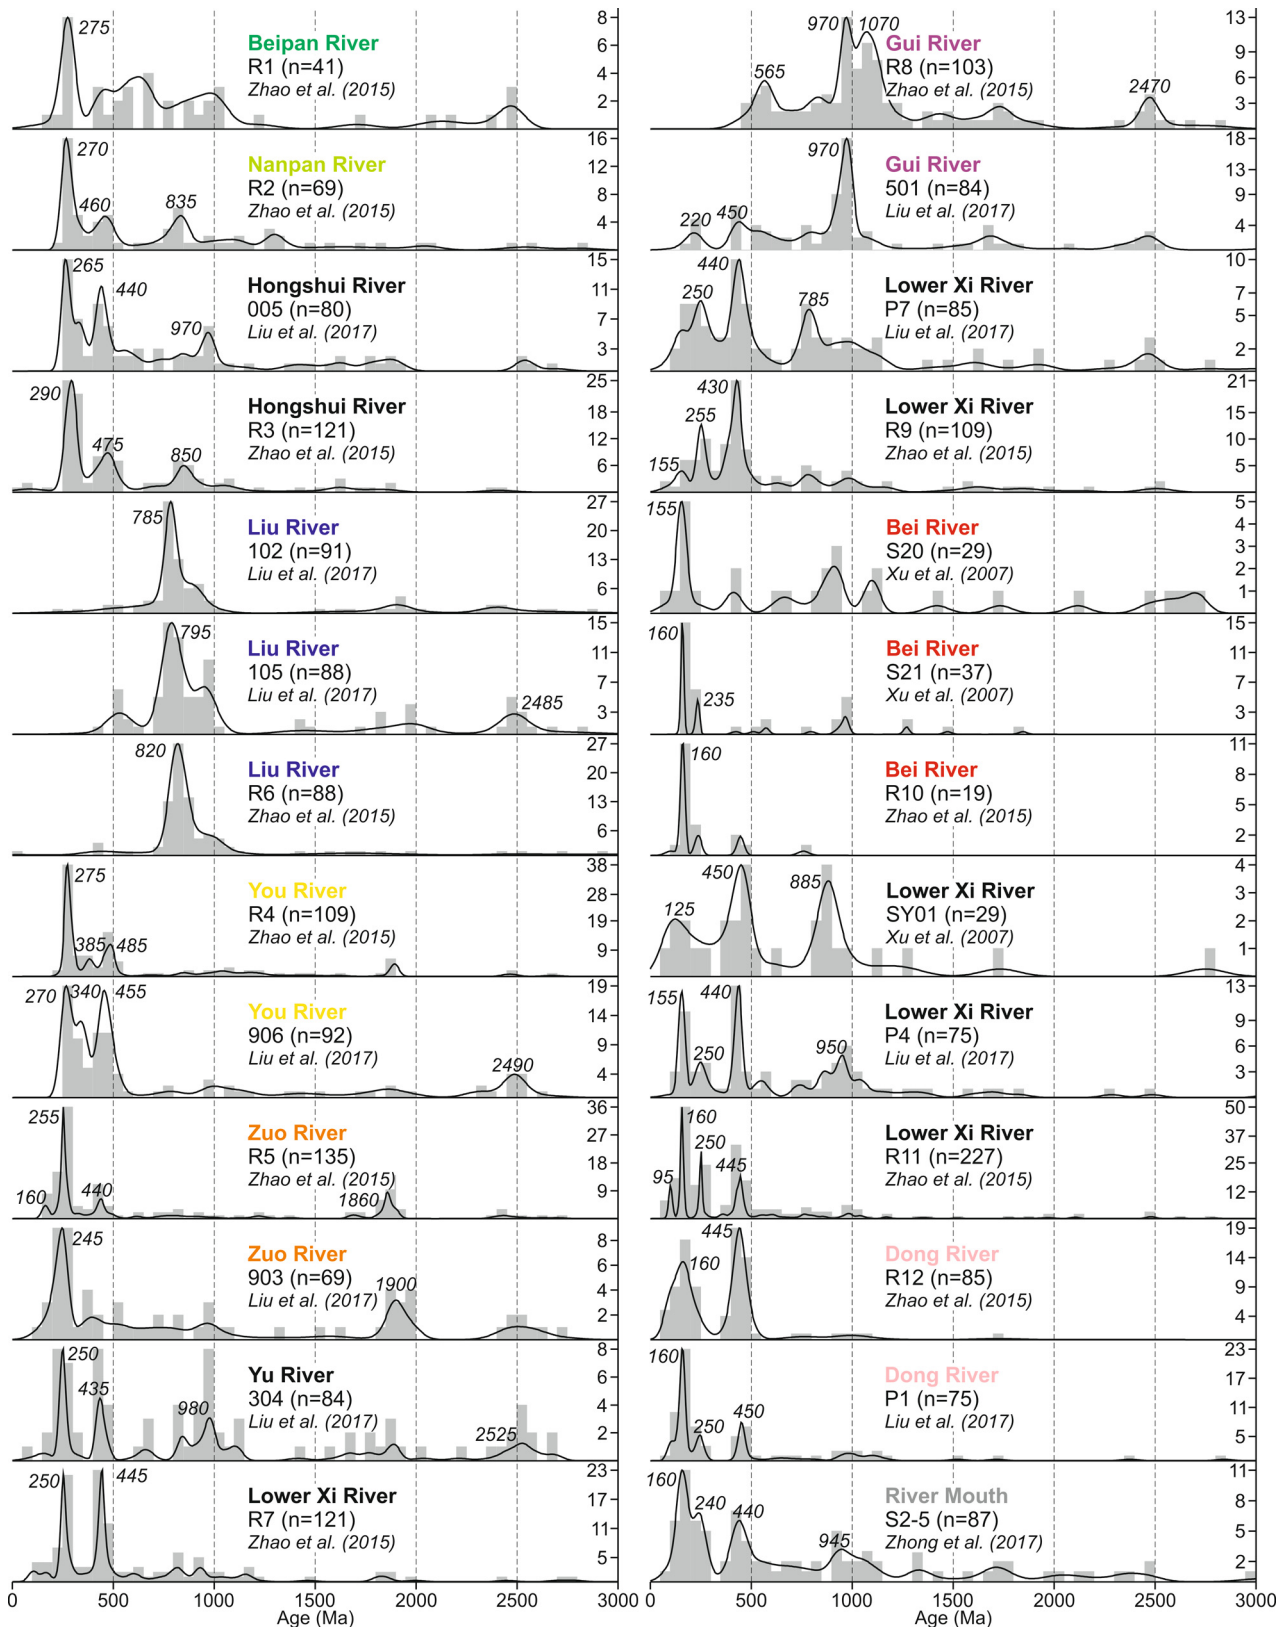 275
Beipan River
R1 (n=41)
Zhao et al. (2015)
8
6
4
2
270
460
835
Nanpan River
R2 (n=69)
Zhao et al. (2015)
16
12
8
4
265
440
970
Hongshui River
005 (n=80)
Liu et al. (2017)
15
11
7
3
290
475
850
Hongshui River
R3 (n=121)
Zhao et al. (2015)
25
18
12
6
785
Liu River
102 (n=91)
Liu et al. (2017)
27
20
13
6
795
2485
Liu River
105 (n=88)
Liu et al. (2017)
15
11
7
3
820
Liu River
R6 (n=88)
Zhao et al. (2015)
27
20
13
6
275
385
485
You River
R4 (n=109)
Zhao et al. (2015)
38
28
19
9
270
340
455
2490
You River
906 (n=92)
Liu et al. (2017)
19
14
9
4
255
160
440
1860
Zuo River
R5 (n=135)
Zhao et al. (2015)
36
27
18
9
245
1900
Zuo River
903 (n=69)
Liu et al. (2017)
8
6
4
2
250
435
980
2525
Yu River
304 (n=84)
Liu et al. (2017)
8
6
4
2
250
445
Lower Xi River
R7 (n=121)
Zhao et al. (2015)
23
17
11
5
0
500
1000
1500
2000
2500
3000
Age (Ma)
565
970
1070
2470
Gui River
R8 (n=103)
Zhao et al. (2015)
13
9
6
3
220
450
970
Gui River
501 (n=84)
Liu et al. (2017)
18
13
9
4
440
250
785
Lower Xi River
P7 (n=85)
Liu et al. (2017)
10
7
5
2
430
255
155
Lower Xi River
R9 (n=109)
Zhao et al. (2015)
21
15
10
5
155
Bei River
S20 (n=29)
Xu et al. (2007)
5
4
3
2
1
160
235
Bei River
S21 (n=37)
Xu et al. (2007)
15
11
7
3
160
Bei River
R10 (n=19)
Zhao et al. (2015)
11
8
5
2
125
450
885
Lower Xi River
SY01 (n=29)
Xu et al. (2007)
4
3
2
1
155
440
250
950
Lower Xi River
P4 (n=75)
Liu et al. (2017)
13
9
6
3
95
160
250
445
Lower Xi River
R11 (n=227)
Zhao et al. (2015)
50
37
25
12
445
160
Dong River
R12 (n=85)
Zhao et al. (2015)
19
14
9
4
160
250
450
Dong River
P1 (n=75)
Liu et al. (2017)
23
17
11
5
160
240
440
945
River Mouth
S2-5 (n=87)
Zhong et al. (2017)
11
8
5
2
0
500
1000
1500
2000
2500
3000
Age (Ma)